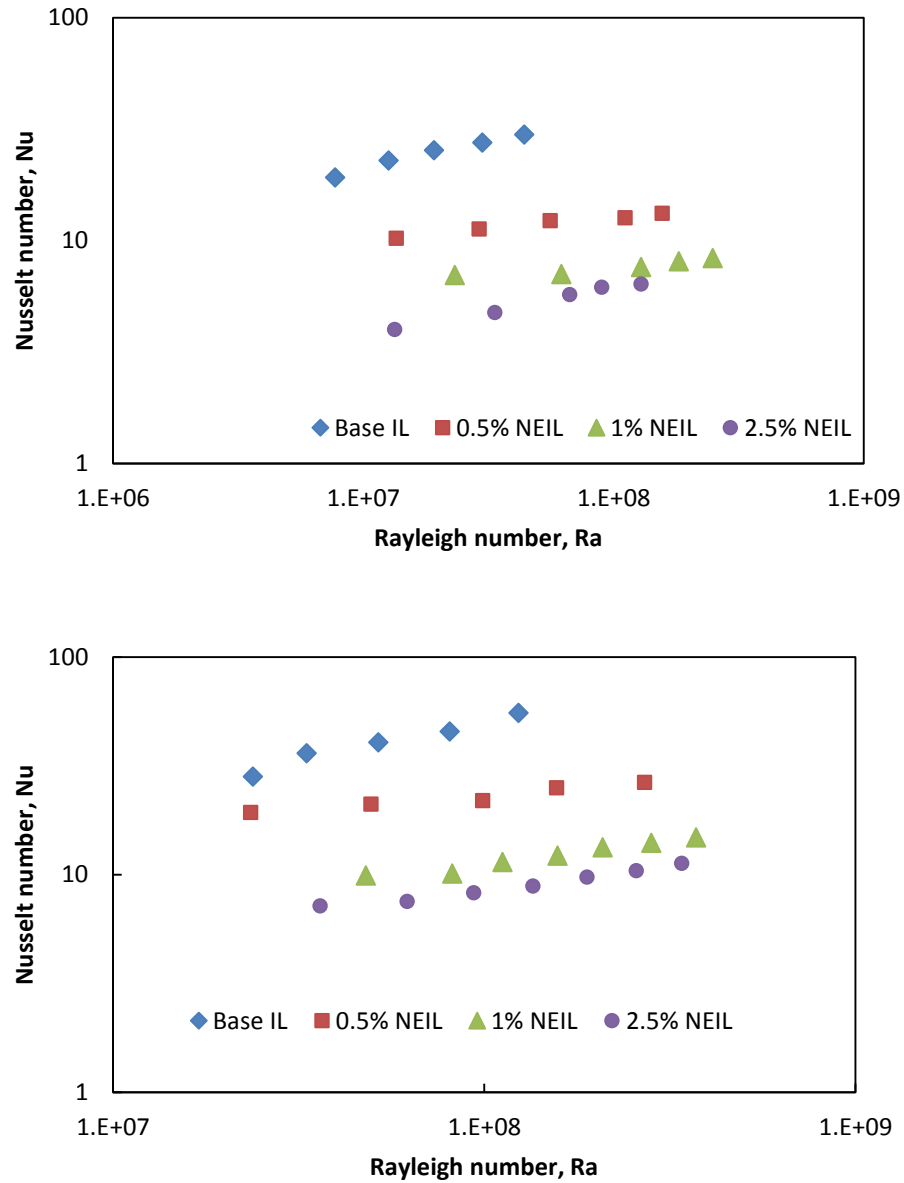 100
Nusselt number, Nu
10
Base IL 0.5% NEIL 1% NEIL 2.5% NEIL
1
1.E+06 1.E+07 1.E+08 1.E+09
Rayleigh number, Ra
100
Nusselt number, Nu
10
Base IL 0.5% NEIL 1% NEIL 2.5% NEIL
1
1.E+07 1.E+08 1.E+09
Rayleigh number, Ra